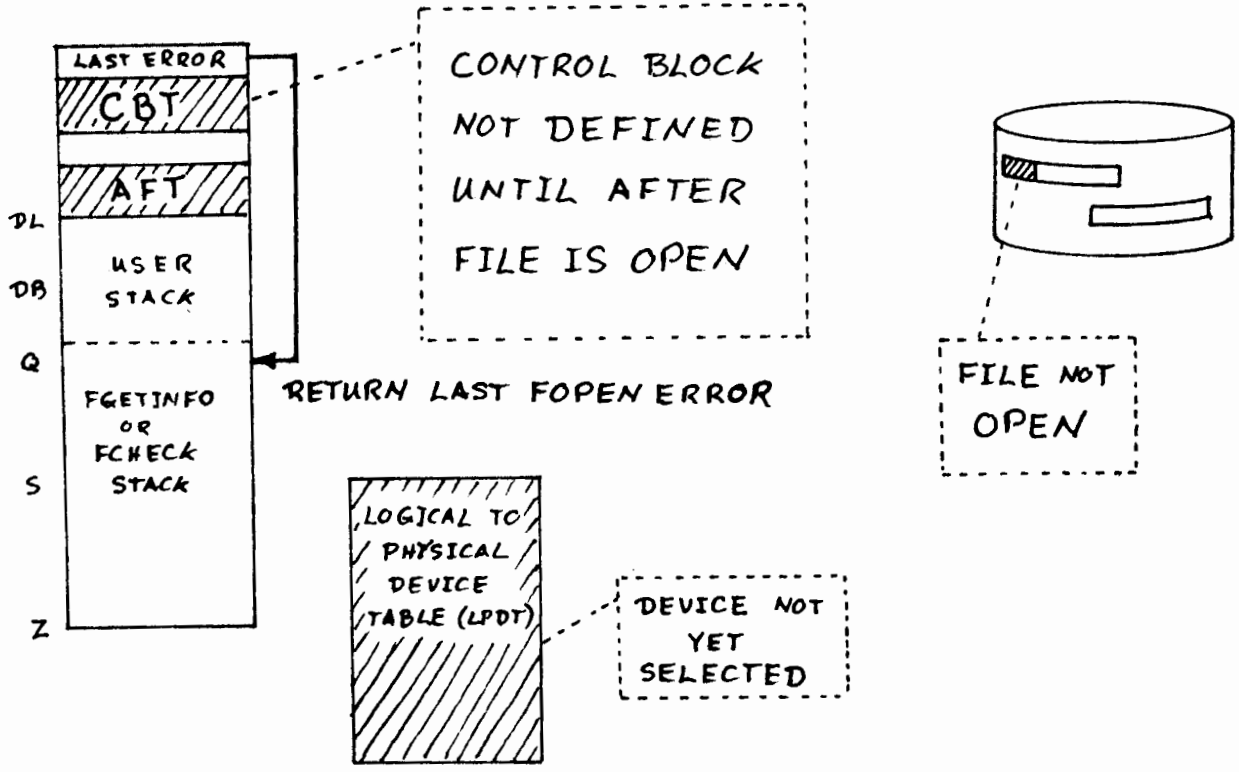 LAST ERROR
CBT
AFT
DL
USER
STACK
DB
Q
FGETINFO
OR
FCHECK
STACK
S
Z
CONTROL BLOCK
NOT DEFINED
UNTIL AFTER
FILE IS OPEN
RETURN LAST FOPEN ERROR
FILE NOT
OPEN
LOGICAL TO
PHYSICAL
DEVICE
TABLE (LPDT)
DEVICE NOT
YET
SELECTED